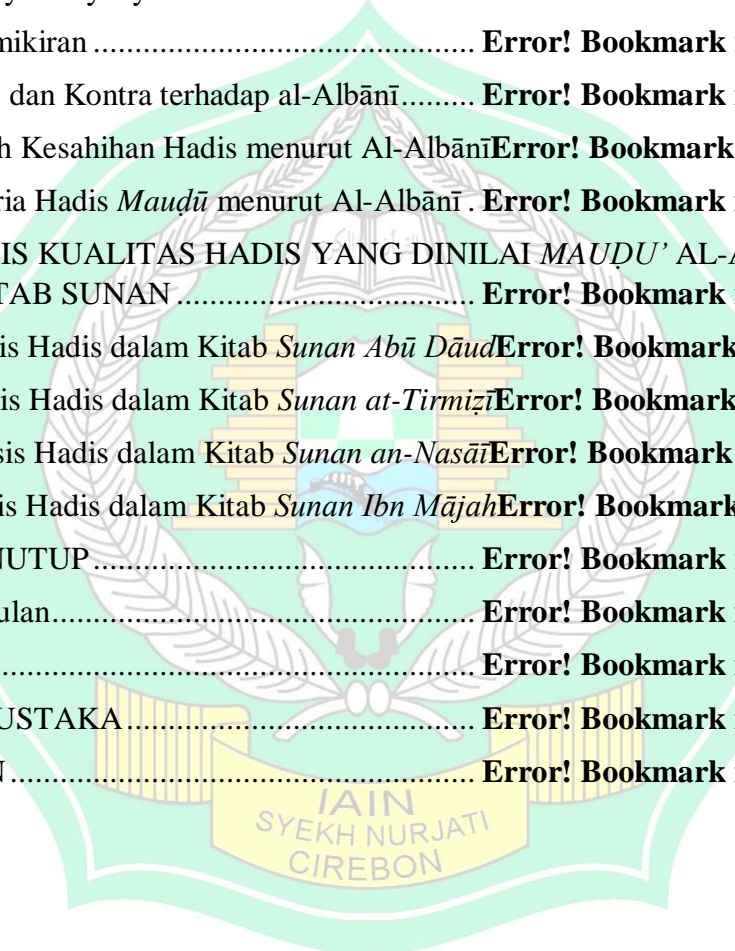 mikiran ................................................ Error! Bookmark
dan Kontra terhadap al-Albānī......... Error! Bookmark
h Kesahihan Hadis menurut Al-AlbānīError! Bookmark
ria Hadis Mauḍū menurut Al-Albānī . Error! Bookmark
IS KUALITAS HADIS YANG DINILAI MAUḌU’ AL-A
TAB SUNAN ...................................... Error! Bookmark
is Hadis dalam Kitab Sunan Abū DāudError! Bookmark
is Hadis dalam Kitab Sunan at-TirmiẓīError! Bookmark
sis Hadis dalam Kitab Sunan an-NasāīError! Bookmark
is Hadis dalam Kitab Sunan Ibn MājahError! Bookmark
NUTUP ................................................ Error! Bookmark
ulan..................................................... Error! Bookmark
............................................................ Error! Bookmark
USTAKA ............................................ Error! Bookmark
N .......................................................... Error! Bookmark
IAIN
SYEKH NURJATI
CIREBON